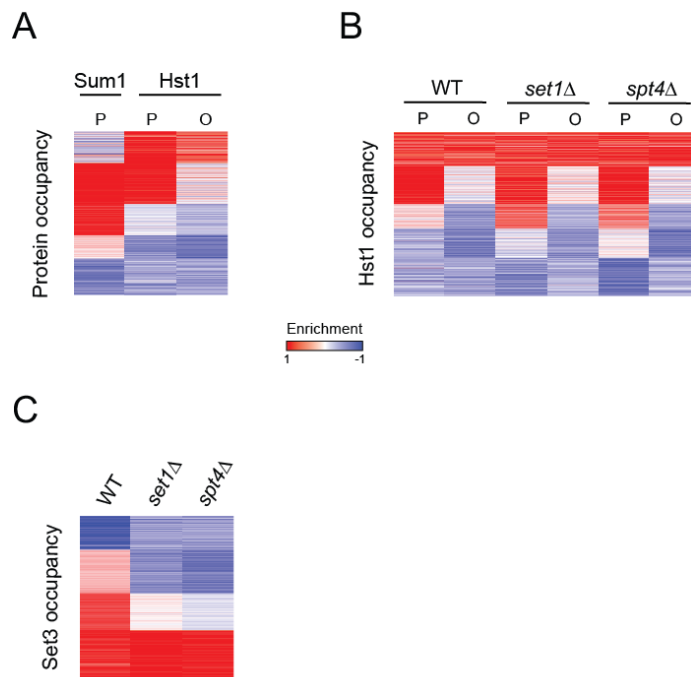 A
Sum1 Hst1
P P O
Protein occupancy
B
WT set1Δ spt4Δ
P O P O P O
Hst1 occupancy
Enrichment
1 -1
C
WT set1Δ spt4Δ
Set3 occupancy